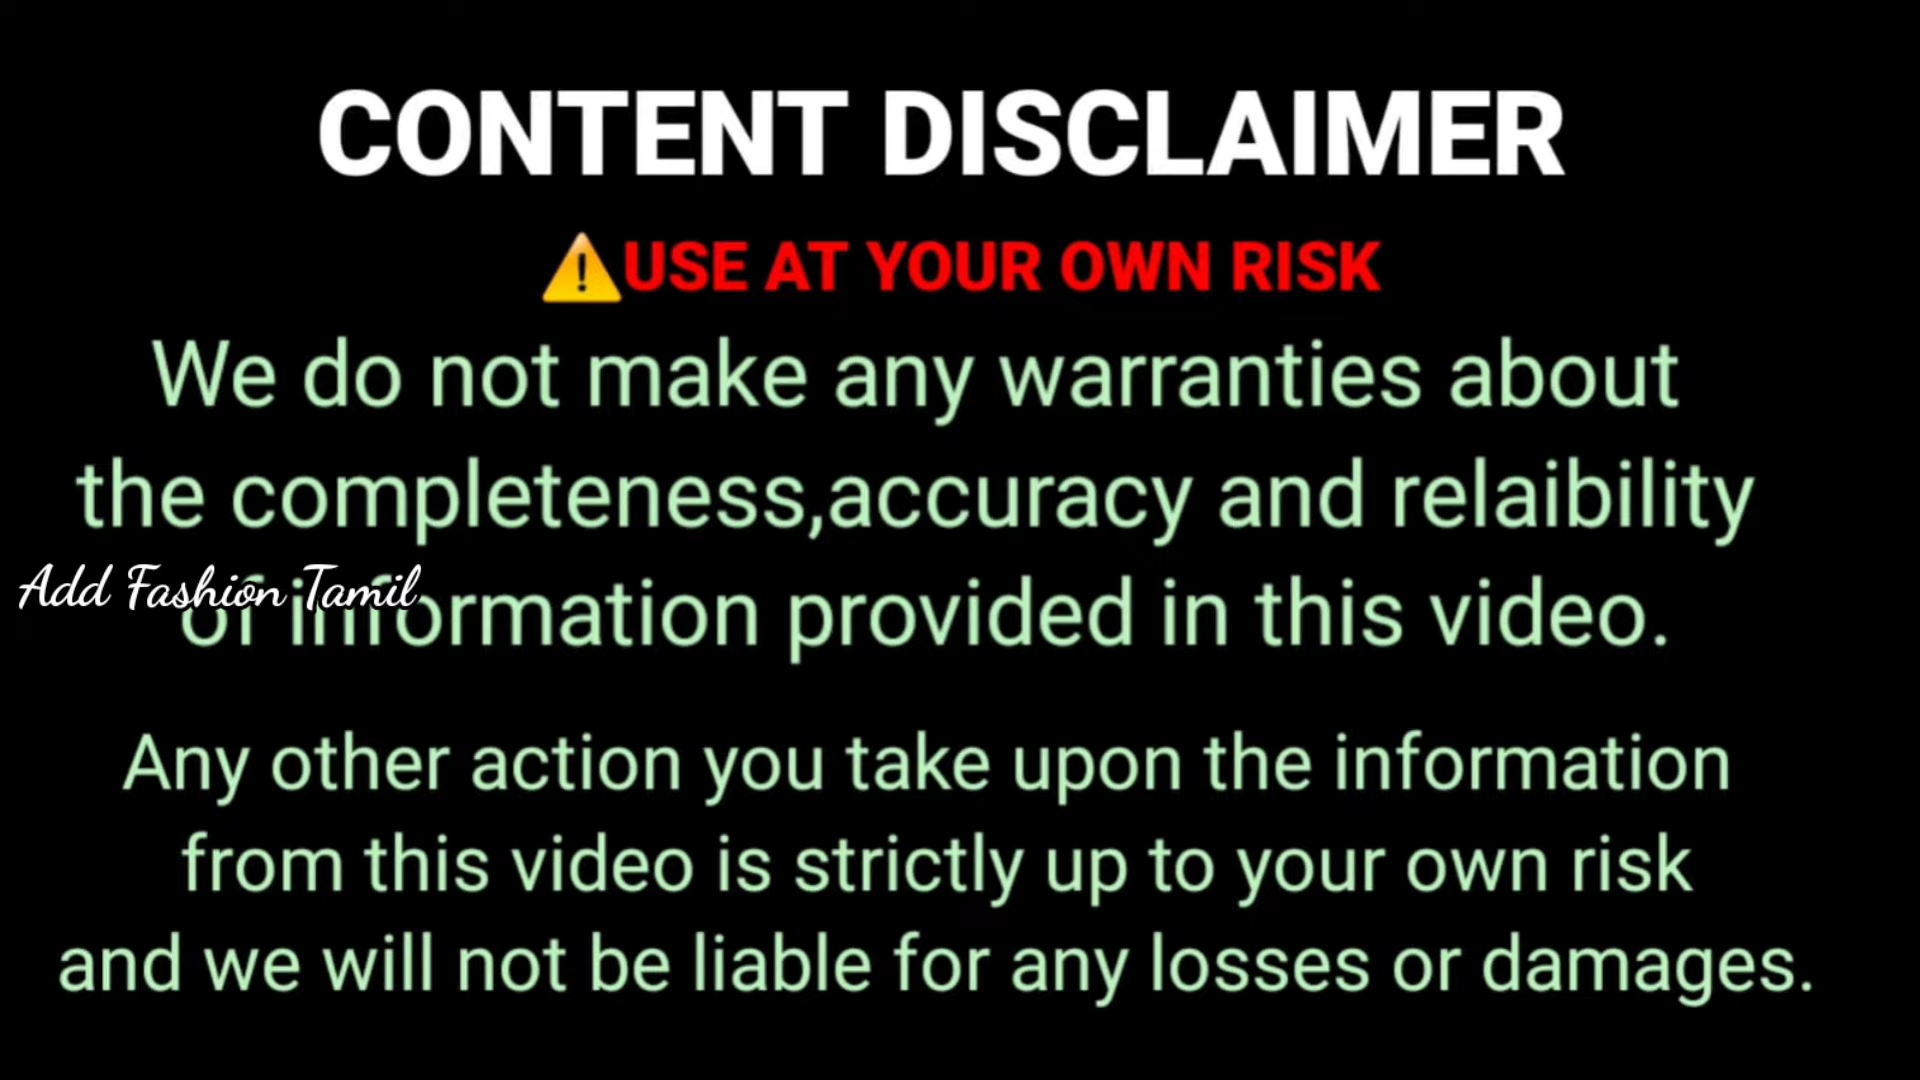 CONTENT DISCLAIMER
⚠️USE AT YOUR OWN RISK
We do not make any warranties about
the completeness,accuracy and relaibility
Add Fashion Tamil
of information provided in this video.
Any other action you take upon the information
from this video is strictly up to your own risk
and we will not be liable for any losses or damages.